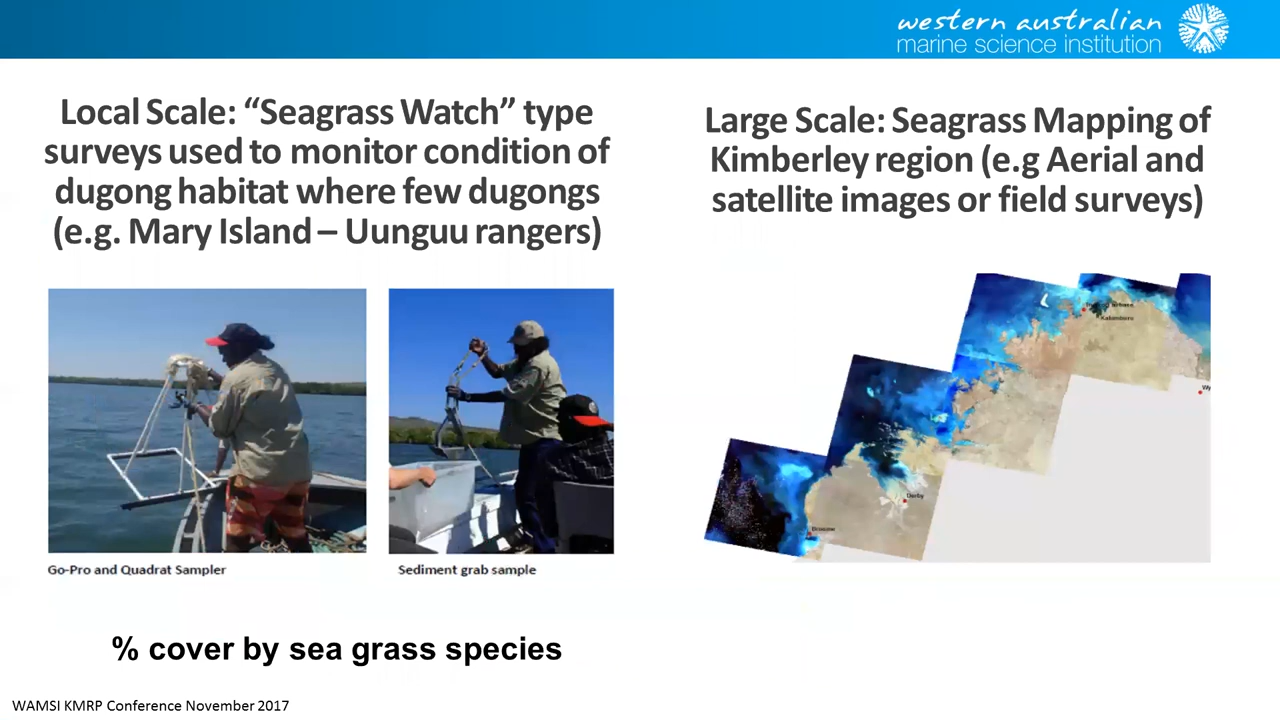 western australian
marine science institution
Local Scale: “Seagrass Watch” type
surveys used to monitor condition of
dugong habitat where few dugongs
(e.g. Mary Island – Uunguu rangers)
Large Scale: Seagrass Mapping of
Kimberley region (e.g Aerial and
satellite images or field surveys)
Kalumburu
Wy
Derby
Broome
Go-Pro and Quadrat Sampler
Sediment grab sample
% cover by sea grass species
WAMSI KMRP Conference November 2017